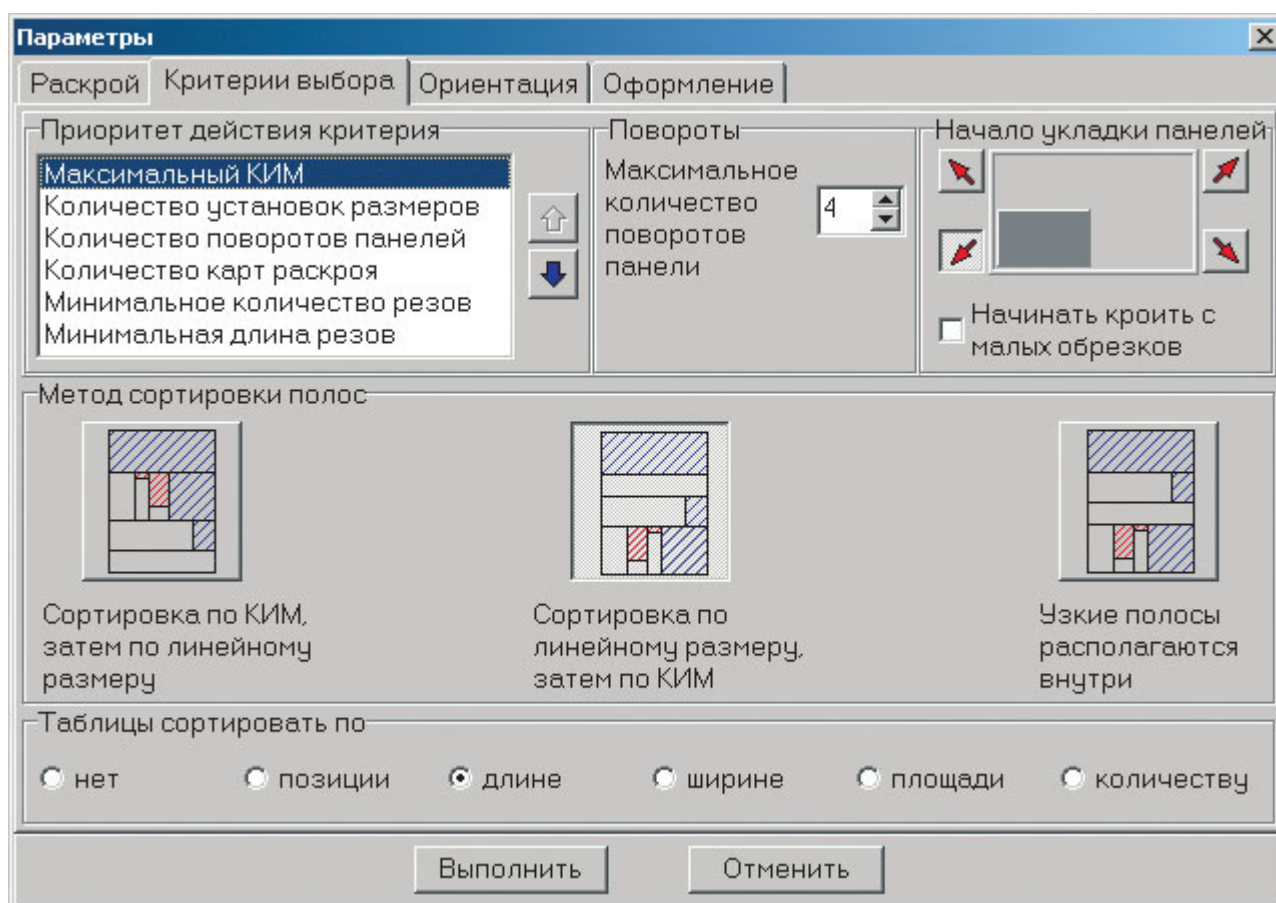 Параметры
Раскрой
Критерии выбора
Ориентация
Оформление
Приоритет действия критерия
Максимальный КИМ
Количество установок размеров
Количество поворотов панелей
Количество карт раскроя
Минимальное количество резов
Минимальная длина резов
Повороты
Максимальное
количество
поворотов
панели
4
Начало укладки панелей
Начинать кроить с
малых обрезков
Метод сортировки полос
Сортировка по КИМ,
затем по линейному
размеру
Сортировка по
линейному размеру,
затем по КИМ
Узкие полосы
располагаются
внутри
Таблицы сортировать по
нет
позиции
длине
ширине
площади
количеству
Выполнить
Отменить